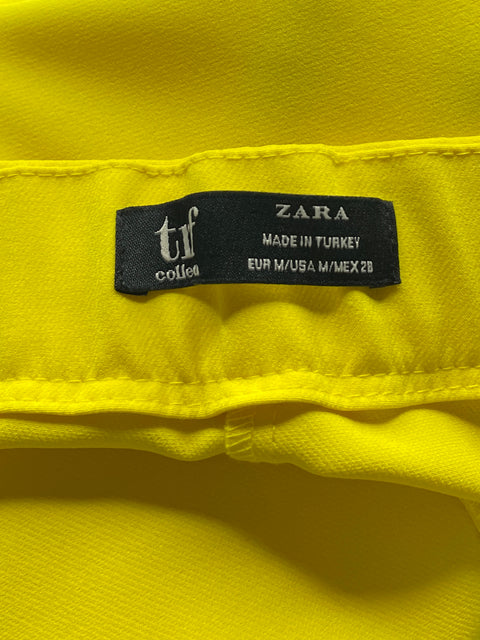 trf
collec
ZARA
MADE IN TURKEY
EUR M/USA M/MEX 28